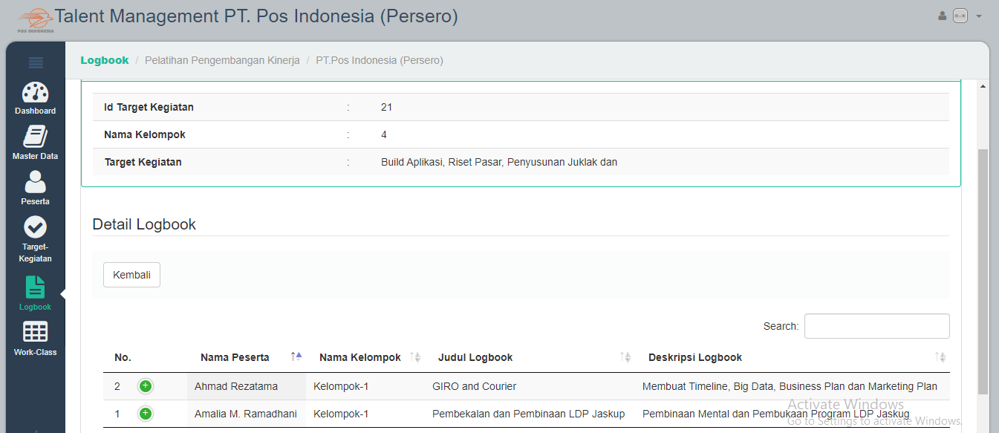 POS INDONESIA
Talent Management PT. Pos Indonesia (Persero)
Logbook / Pelatihan Pengembangan Kinerja / PT.Pos Indonesia (Persero)
Dashboard
Master Data
Peserta
Target-
Kegiatan
Logbook
Work-Class
Id Target Kegiatan : 21
Nama Kelompok : 4
Target Kegiatan : Build Aplikasi, Riset Pasar, Penyusunan Juklak dan
Detail Logbook
Kembali
Search:
No. Nama Peserta Nama Kelompok Judul Logbook Deskripsi Logbook
2 Ahmad Rezatama Kelompok-1 GIRO and Courier Membuat Timeline, Big Data, Business Plan dan Marketing Plan
1 Amalia M. Ramadhani Kelompok-1 Pembekalan dan Pembinaan LDP Jaskup Pembinaan Mental dan Pembukaan Program LDP Jaskug
Activate Windows
Go to Settings to activate Windows.